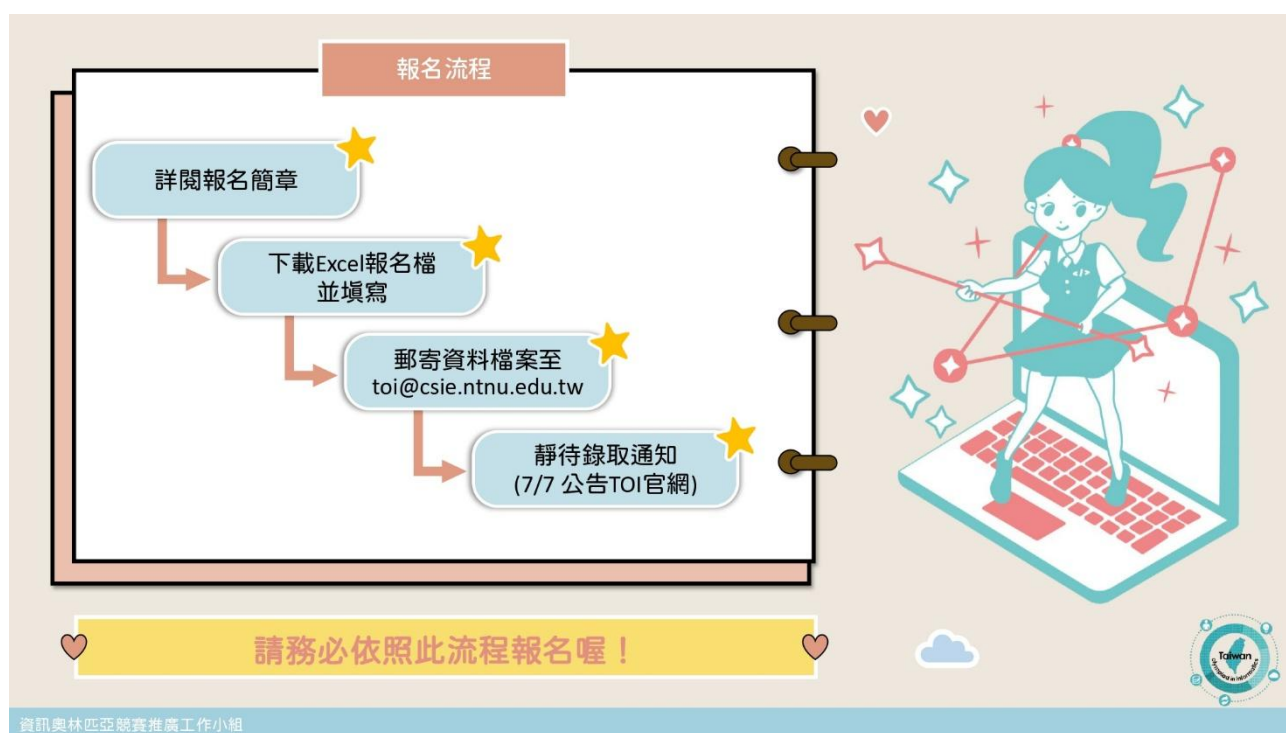 報名流程
詳閱報名簡章
下載Excel報名檔
並填寫
郵寄資料檔案至
toi@csie.ntnu.edu.tw
靜待錄取通知
(7/7 公告TOI官網)
</>
請務必依照此流程報名喔！
Taiwan
Olympiad in Informatics
資訊奧林匹亞競賽推廣工作小組